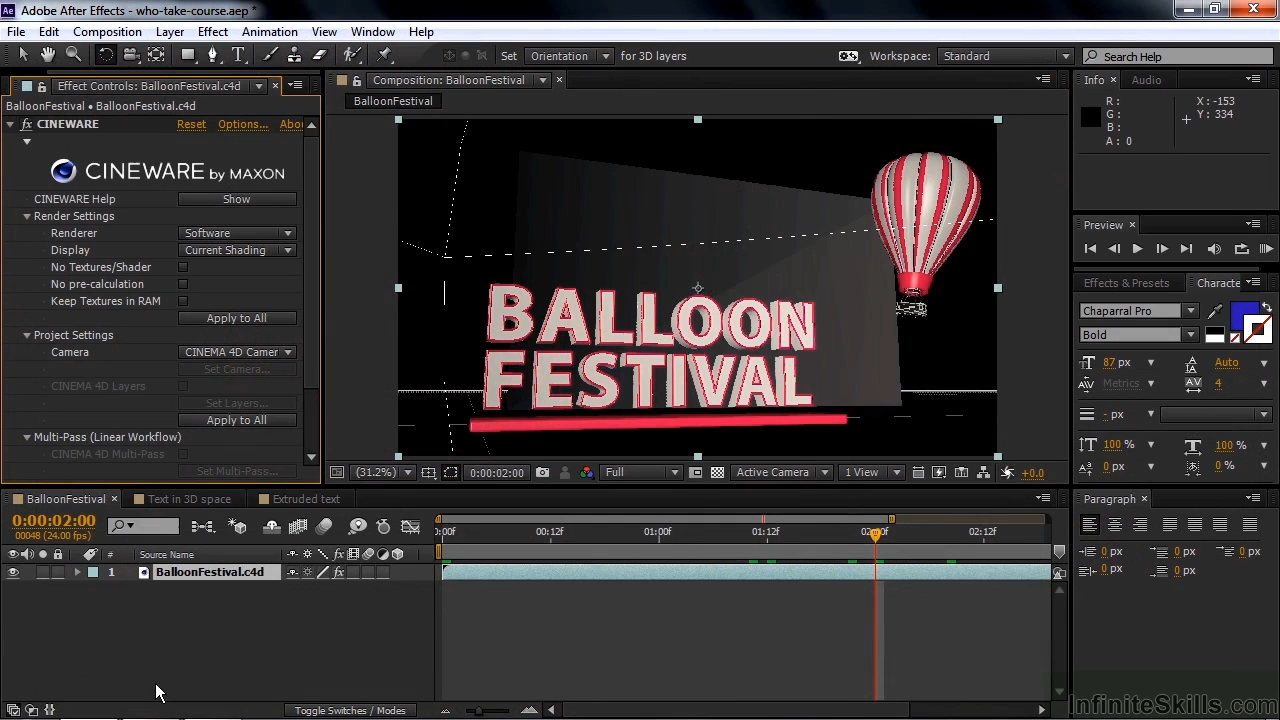 Adobe After Effects - who-take-course.aep *
File Edit Composition Layer Effect Animation View Window Help
Set Orientation for 3D layers Workspace: Standard Search Help
Effect Controls: BalloonFestival.c4d
BalloonFestival • BalloonFestival.c4d
fx CINEWARE Reset Options... Abou
CINEWARE BY MAXON
CINEWARE Help Show
Render Settings
Renderer Software
Display Current Shading
No Textures/Shader
No pre-calculation
Keep Textures in RAM
Apply to All
Project Settings
Camera CINEMA 4D Camer
Set Camera...
CINEMA 4D Layers
Set Layers...
Apply to All
Multi-Pass (Linear Workflow)
CINEMA 4D Multi-Pass
Set Multi-Pass...
Composition: BalloonFestival
BalloonFestival
BALLOON
FESTIVAL
(31.2%) 0:00:02:00 Full Active Camera 1 View +0.0
Info Audio
R: X: -153
G: Y: 334
B:
A: 0
Preview
Effects & Presets Characte
Chaparral Pro
Bold
87 px Auto
Metrics 4
- px
100 % 100 %
0 px 0 %
BalloonFestival Text in 3D space Extruded text
0:00:02:00
00048 (24.00 fps)
:00f 00:12f 01:00f 01:12f 02:00f 02:12f
# Source Name
1 BalloonFestival.c4d
Toggle Switches / Modes
Paragraph
0 px 0 px 0 px
0 px 0 px
InfiniteSkills.com